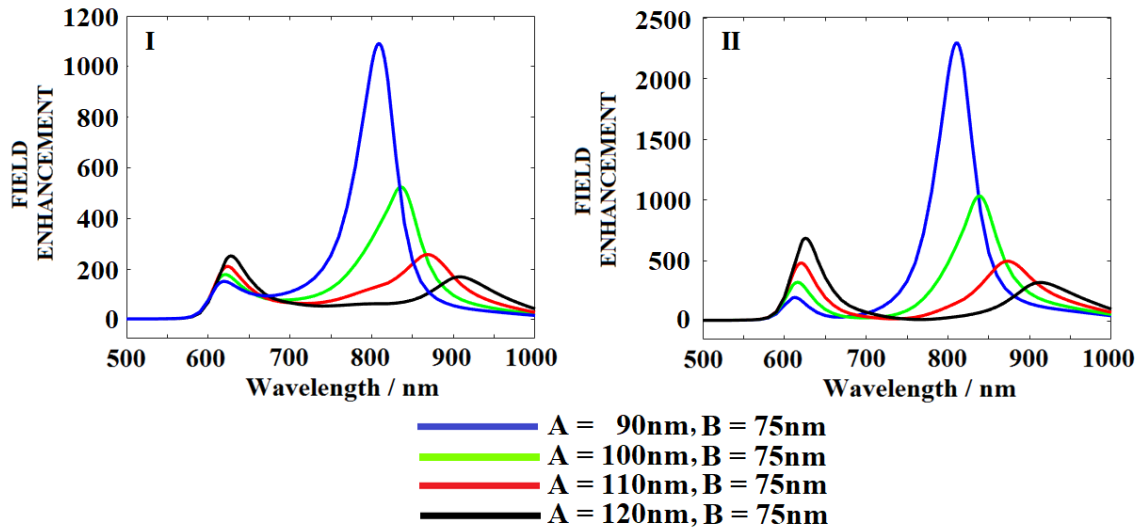 I
FIELD
ENHANCEMENT
1200
1000
800
600
400
200
0
500 600 700 800 900 1000
Wavelength / nm
II
FIELD
ENHANCEMENT
2500
2000
1500
1000
500
0
500 600 700 800 900 1000
Wavelength / nm
A = 90nm, B = 75nm
A = 100nm, B = 75nm
A = 110nm, B = 75nm
A = 120nm, B = 75nm